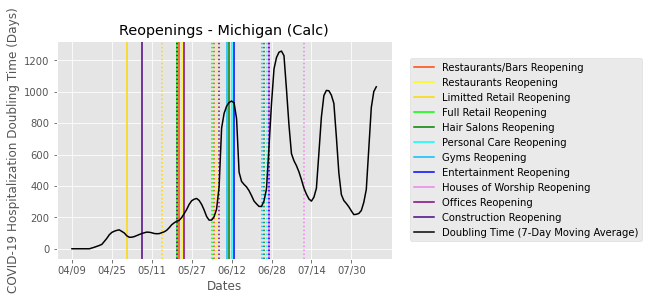 Reopenings - Michigan (Calc)
COVID-19 Hospitalization Doubling Time (Days)
1200
1000
800
600
400
200
0
04/09 04/25 05/11 05/27 06/12 06/28 07/14 07/30
Dates
Restaurants/Bars Reopening
Restaurants Reopening
Limitted Retail Reopening
Full Retail Reopening
Hair Salons Reopening
Personal Care Reopening
Gyms Reopening
Entertainment Reopening
Houses of Worship Reopening
Offices Reopening
Construction Reopening
Doubling Time (7-Day Moving Average)